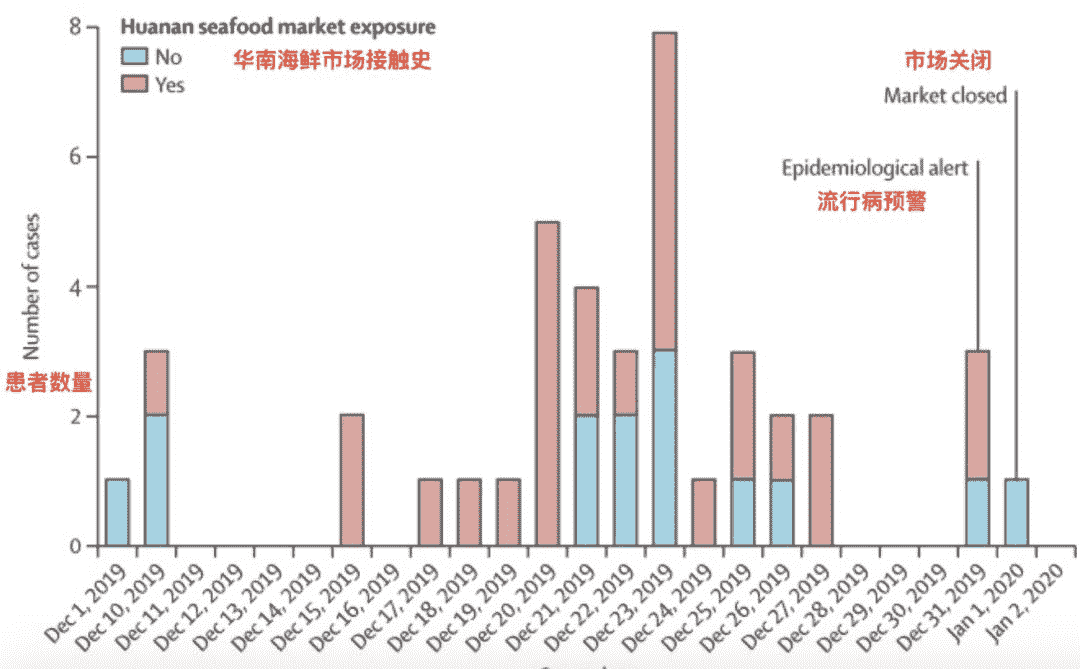 Huanan seafood market exposure
No
华南海鲜市场接触史
Yes
市场关闭
Market closed
Epidemiological alert
流行病预警
Number of cases
患者数量
8
6
4
2
0
Dec 1, 2019
Dec 10, 2019
Dec 11, 2019
Dec 12, 2019
Dec 13, 2019
Dec 14, 2019
Dec 15, 2019
Dec 16, 2019
Dec 17, 2019
Dec 18, 2019
Dec 19, 2019
Dec 20, 2019
Dec 21, 2019
Dec 22, 2019
Dec 23, 2019
Dec 24, 2019
Dec 25, 2019
Dec 26, 2019
Dec 27, 2019
Dec 28, 2019
Dec 29, 2019
Dec 30, 2019
Dec 31, 2019
Jan 1, 2020
Jan 2, 2020